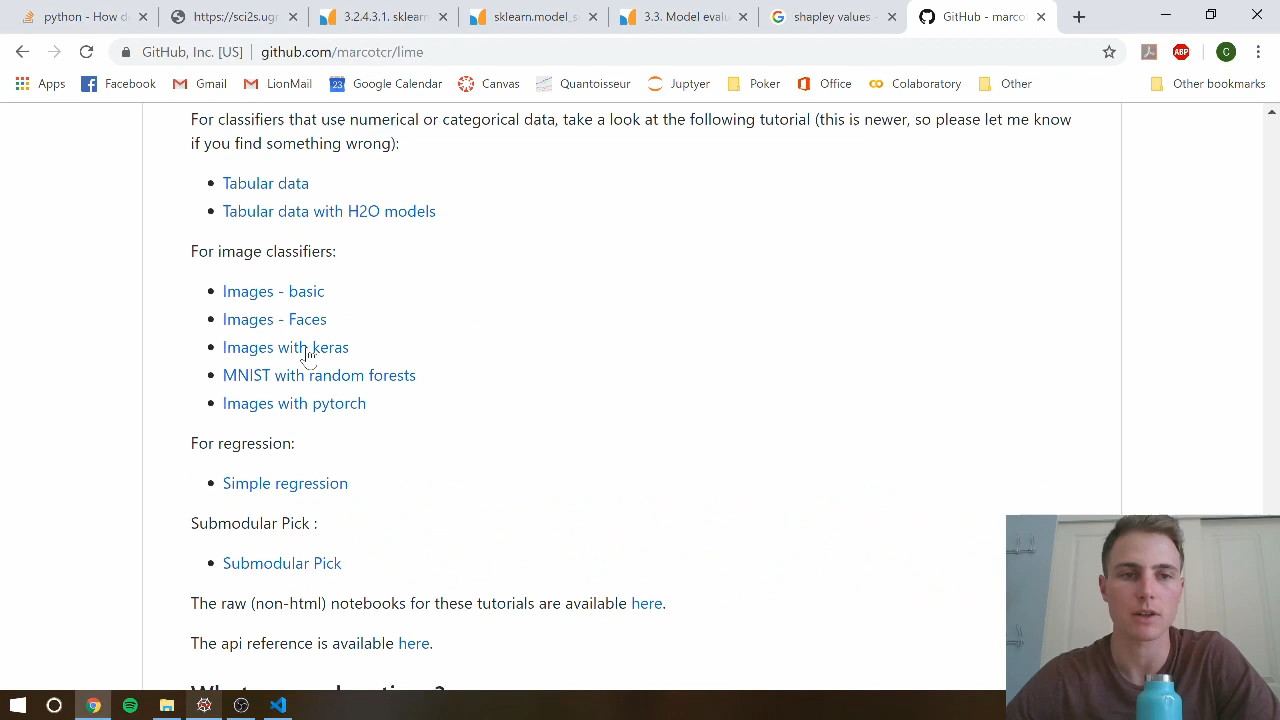 python - How d
https://sci2s.ugr
3.2.4.3.1. sklearn
sklearn.model_s
3.3. Model evalu
shapley values -
GitHub - marco
GitHub, Inc. [US]
github.com/marcotcr/lime
ABP
C
Apps
Facebook
Gmail
LionMail
23
Google Calendar
Canvas
Quantoisseur
Juptyer
Poker
Office
Colaboratory
Other
Other bookmarks
For classifiers that use numerical or categorical data, take a look at the following tutorial (this is newer, so please let me know
if you find something wrong):
Tabular data
Tabular data with H2O models
For image classifiers:
Images - basic
Images - Faces
Images with keras
MNIST with random forests
Images with pytorch
For regression:
Simple regression
Submodular Pick :
Submodular Pick
The raw (non-html) notebooks for these tutorials are available here.
The api reference is available here.